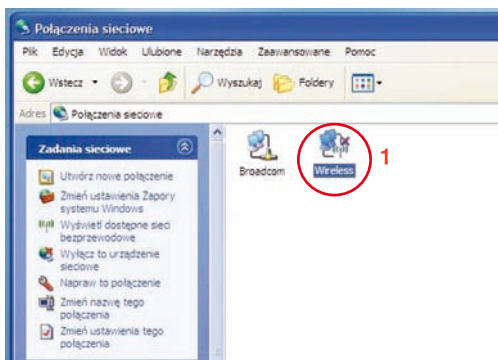 Połączenia sieciowe
Plik Edycja Widok Ulubione Narzędzia Zaawansowane Pomoc
Wstecz Wyszukaj Foldery
Adres Połączenia sieciowe
Zadania sieciowe
Utwórz nowe połączenie
Zmień ustawienia Zapory
systemu Windows
Wyświetl dostępne sieci
bezprzewodowe
Wyłącz to urządzenie
sieciowe
Napraw to połączenie
Zmień nazwę tego
połączenia
Zmień ustawienia tego
połączenia
Broadcom
Wireless
1